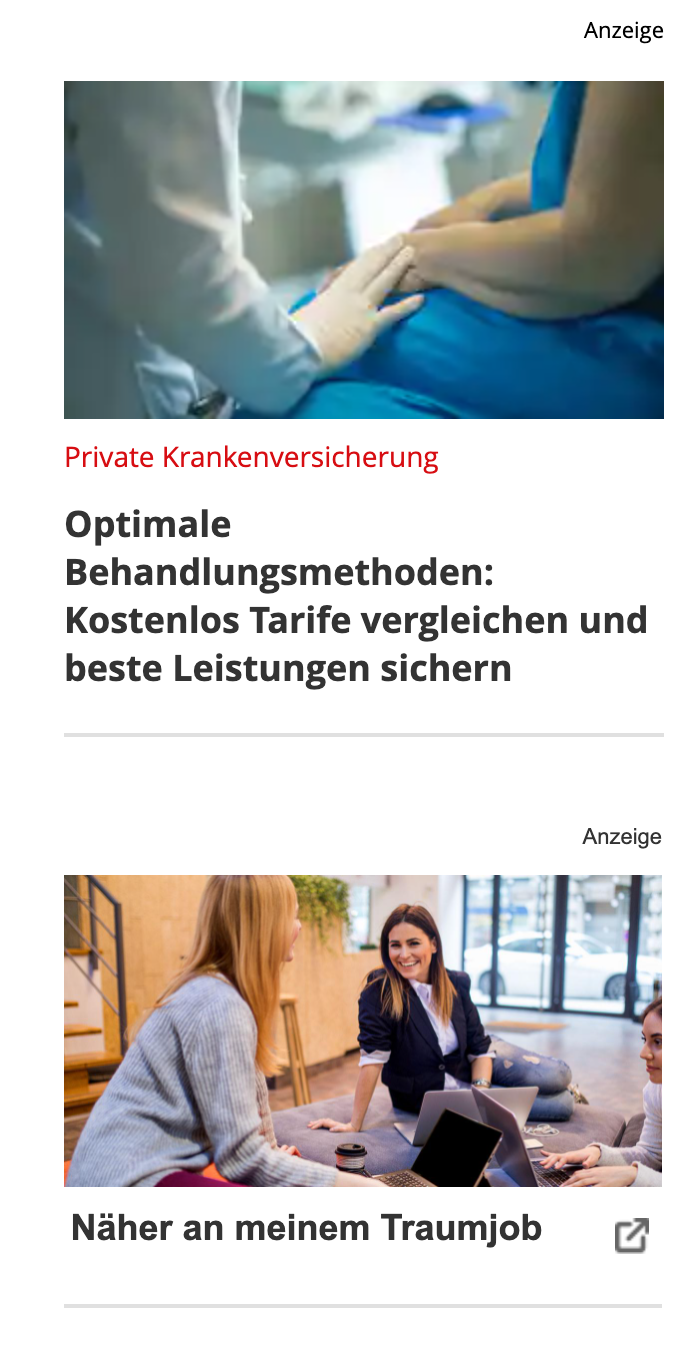 Anzeige
Private Krankenversicherung
Optimale
Behandlungsmethoden:
Kostenlos Tarife vergleichen und
beste Leistungen sichern
Anzeige
Näher an meinem Traumjob